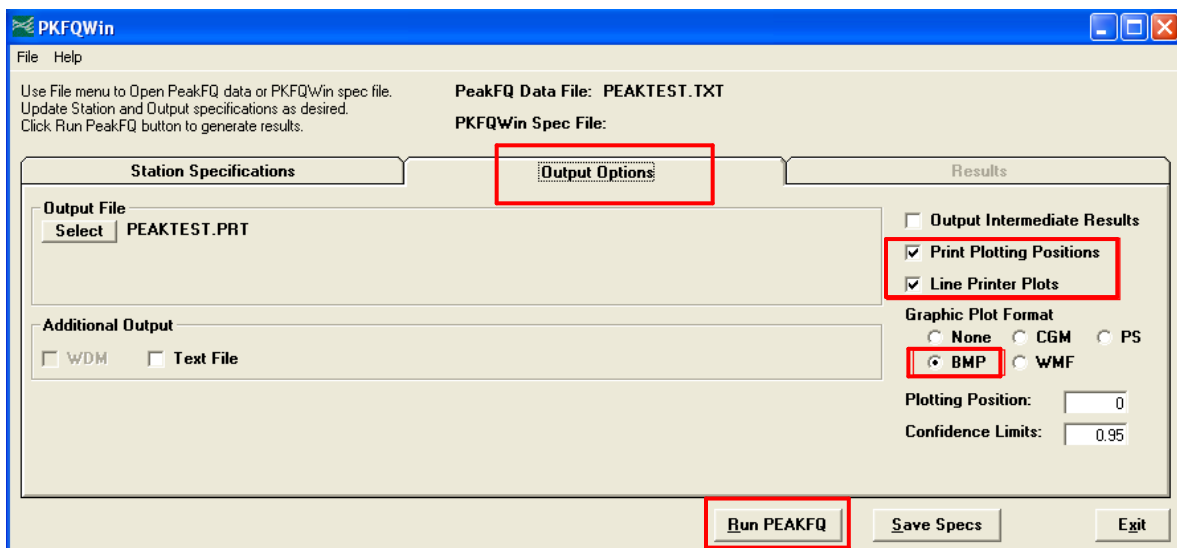 PKFQWin
File Help
Use File menu to Open PeakFQ data or PKFQWin spec file.
Update Station and Output specifications as desired.
Click Run PeakFQ button to generate results.
PeakFQ Data File: PEAKTEST.TXT
PKFQWin Spec File:
Station Specifications
Output Options
Results
Output File
Select PEAKTEST.PRT
Additional Output
WDM Text File
Output Intermediate Results
Print Plotting Positions
Line Printer Plots
Graphic Plot Format
None CGM PS
BMP WMF
Plotting Position: 0
Confidence Limits: 0.95
Run PEAKFQ Save Specs Exit